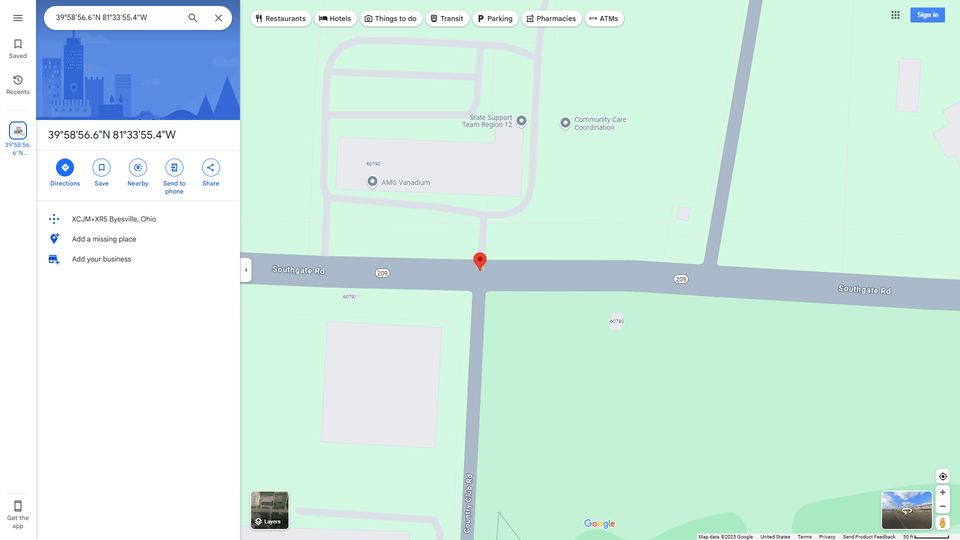 39°58'56.6"N 81°33'55.4"W
Restaurants
Hotels
Things to do
Transit
Parking
Pharmacies
ATMs
Sign in
Saved
Recents
39°58'56.
6"N...
39°58'56.6"N 81°33'55.4"W
Directions
Save
Nearby
Send to
phone
Share
XCJM+XR5 Byesville, Ohio
Add a missing place
Add your business
Get the
app
State Support
Team Region 12
Community Care
Coordination
60790
AMG Vanadium
Southgate Rd
209
209
Southgate Rd
60791
60780
Country Club Rd
Layers
Google
Map data ©2025 Google
United States
Terms
Privacy
Send Product Feedback
50 ft